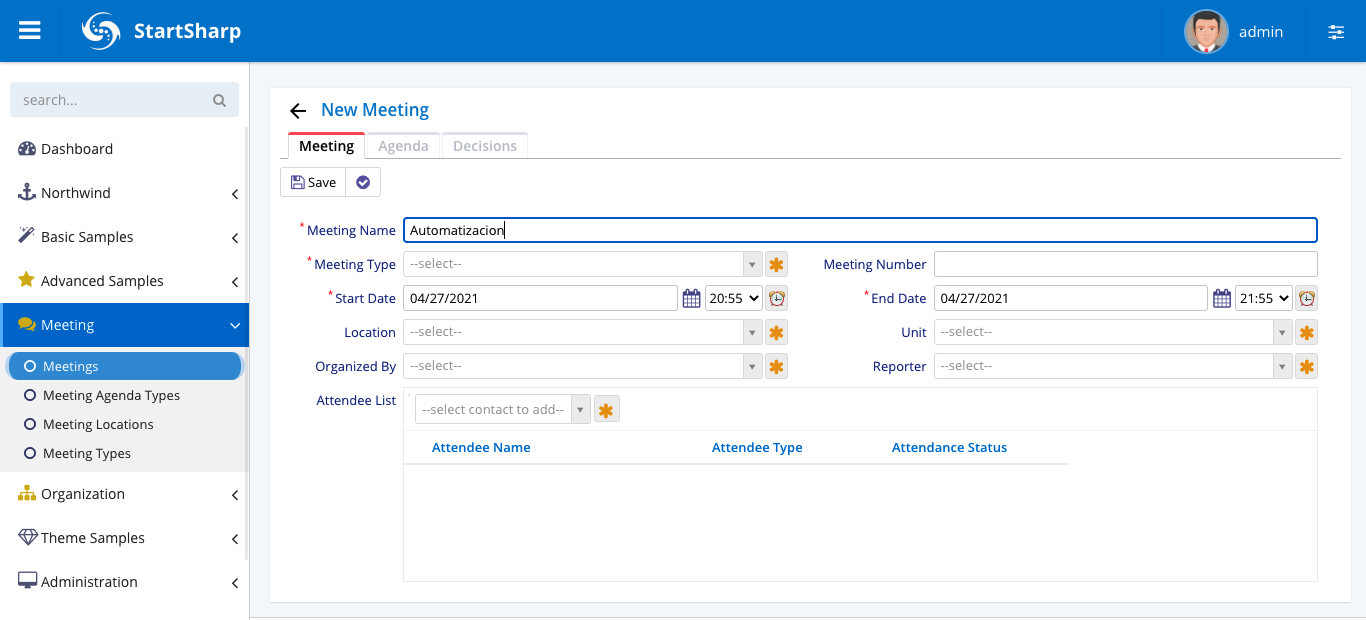 StartSharp
admin
search...
Dashboard
Northwind
Basic Samples
Advanced Samples
Meeting
Meetings
Meeting Agenda Types
Meeting Locations
Meeting Types
Organization
Theme Samples
Administration
New Meeting
Meeting Agenda Decisions
Save
* Meeting Name Automatizacion
* Meeting Type --select-- Meeting Number
* Start Date 04/27/2021 20:55 * End Date 04/27/2021 21:55
Location --select-- Unit --select--
Organized By --select-- Reporter --select--
Attendee List --select contact to add--
Attendee Name Attendee Type Attendance Status